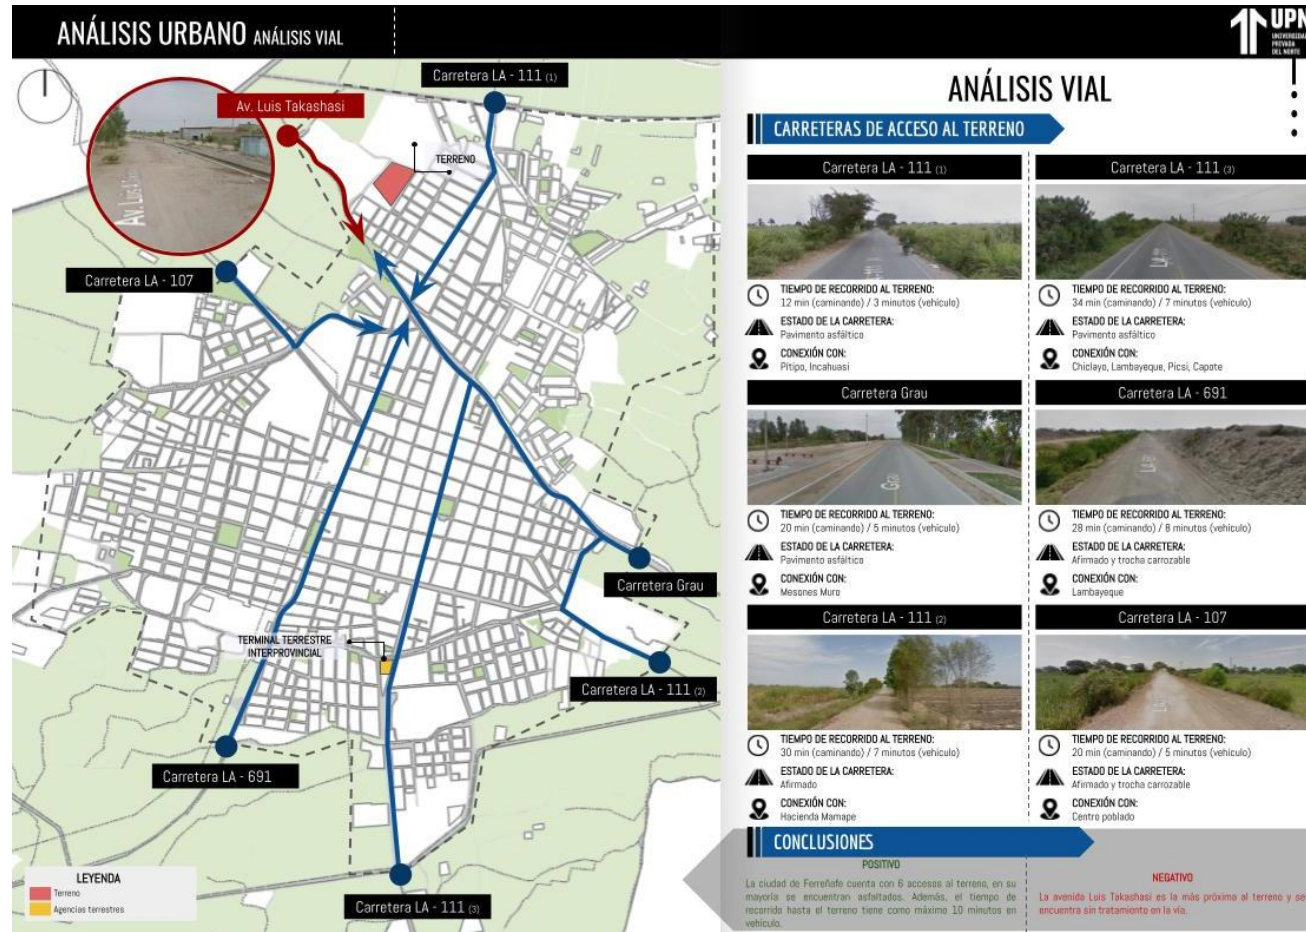 ANÁLISIS URBANO ANÁLISIS VIAL
UPN
UNIVERSIDAD
PRIVADA
DEL NORTE
Carretera LA - 111 (1)
Av. Luis Takashasi
TERRENO
Carretera LA - 107
Carretera Grau
TERMINAL TERRESTRE
INTERPROVINCIAL
Carretera LA - 111 (2)
Carretera LA - 691
Carretera LA - 111 (3)
LEYENDA
Terreno
Agencias terrestres
ANÁLISIS VIAL
CARRETERAS DE ACCESO AL TERRENO
Carretera LA - 111 (1)
TIEMPO DE RECORRIDO AL TERRENO:
12 min (caminando) / 3 minutos (vehículo)
ESTADO DE LA CARRETERA:
Pavimento asfáltico
CONEXIÓN CON:
Pítipo, Incahuasi
Carretera LA - 111 (3)
LA-111
TIEMPO DE RECORRIDO AL TERRENO:
34 min (caminando) / 7 minutos (vehículo)
ESTADO DE LA CARRETERA:
Pavimento asfáltico
CONEXIÓN CON:
Chiclayo, Lambayeque, Picsi, Capote
Carretera Grau
Grau
TIEMPO DE RECORRIDO AL TERRENO:
20 min (caminando) / 5 minutos (vehículo)
ESTADO DE LA CARRETERA:
Pavimento asfáltico
CONEXIÓN CON:
Mesones Muro
Carretera LA - 691
TIEMPO DE RECORRIDO AL TERRENO:
28 min (caminando) / 8 minutos (vehículo)
ESTADO DE LA CARRETERA:
Afirmado y trocha carrozable
CONEXIÓN CON:
Lambayeque
Carretera LA - 111 (2)
TIEMPO DE RECORRIDO AL TERRENO:
30 min (caminando) / 7 minutos (vehículo)
ESTADO DE LA CARRETERA:
Afirmado
CONEXIÓN CON:
Hacienda Mamape
Carretera LA - 107
TIEMPO DE RECORRIDO AL TERRENO:
20 min (caminando) / 5 minutos (vehículo)
ESTADO DE LA CARRETERA:
Afirmado y trocha carrozable
CONEXIÓN CON:
Centro poblado
CONCLUSIONES
POSITIVO
La ciudad de Ferreñafe cuenta con 6 accesos al terreno, en su
mayoría se encuentran asfaltados. Además, el tiempo de
recorrido hasta el terreno tiene como máximo 10 minutos en
vehículo.
NEGATIVO
La avenida Luis Takashasi es la más próxima al terreno y se
encuentra sin tratamiento en la vía.